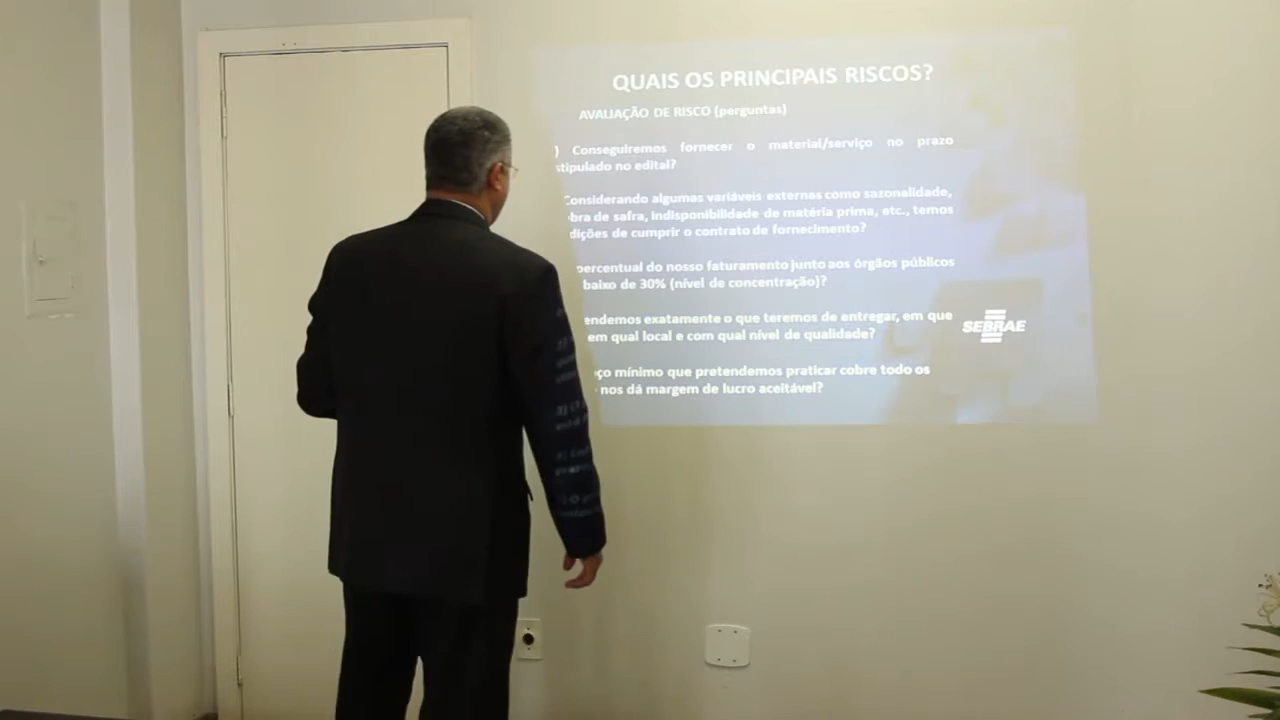 QUAIS OS PRINCIPAIS RISCOS?
AVALIAÇÃO DE RISCO (perguntas)
) Conseguiremos fornecer o material/serviço no prazo
stipulado no edital?
Considerando algumas variáveis externas como sazonalidade,
bra de safra, indisponibilidade de matéria prima, etc., temos
dições de cumprir o contrato de fornecimento?
percentual do nosso faturamento junto aos órgãos públicos
baixo de 30% (nível de concentração)?
endemos exatamente o que teremos de entregar, em que
em qual local e com qual nível de qualidade?
SEBRAE
ço mínimo que pretendemos praticar cobre todo os
nos dá margem de lucro aceitável?